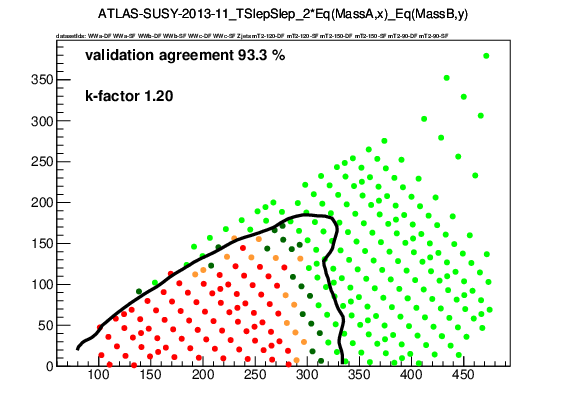 ATLAS-SUSY-2013-11_TSlepSlep_2*Eq(MassA,x)_Eq(MassB,y)
datasetIds: WWa-DF WWa-SF WWb-DF WWb-SF WWc-DF WWc-SF Zjets mT2-120-DF mT2-120-SF mT2-150-DF mT2-150-SF mT2-90-DF mT2-90-SF
validation agreement 93.3 %
k-factor 1.20
350
300
250
200
150
100
50
0
100 150 200 250 300 350 400 450